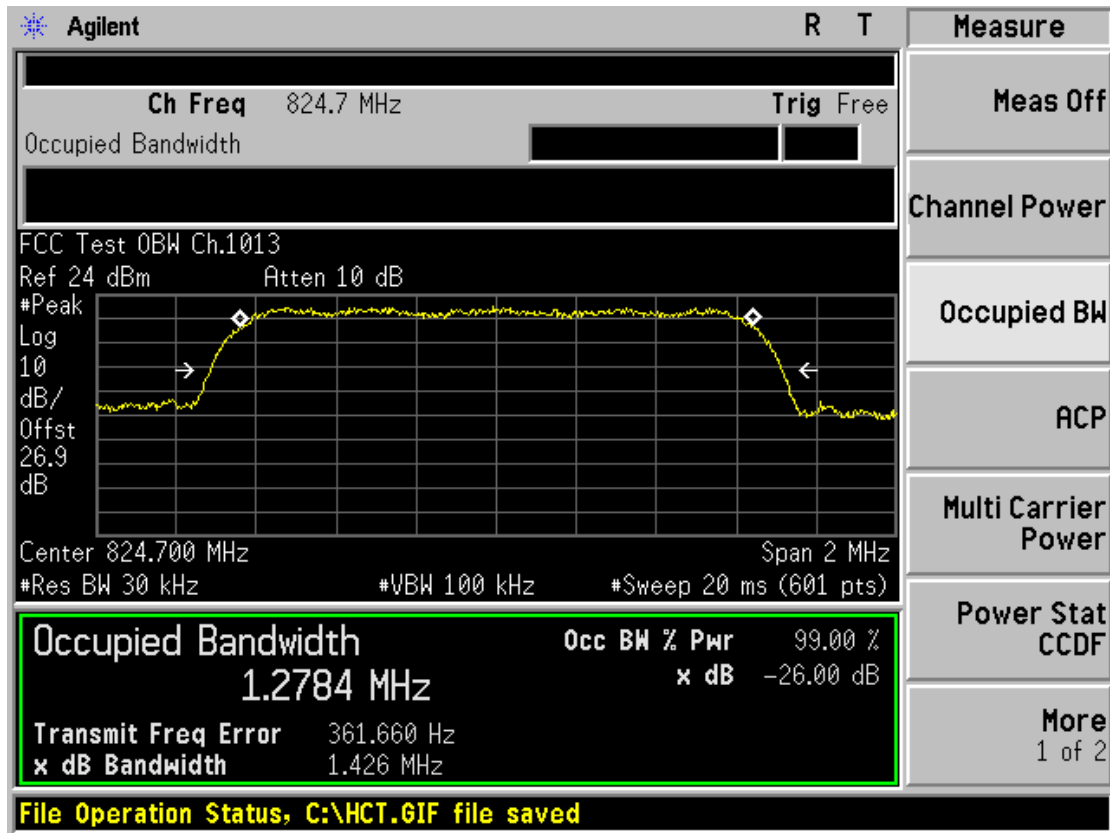 Agilent R T
Ch Freq 824.7 MHz Trig Free
Occupied Bandwidth
FCC Test OBW Ch.1013
Ref 24 dBm Atten 10 dB
#Peak
Log
10
dB/
Offst
26.9
dB
Center 824.700 MHz Span 2 MHz
#Res BW 30 kHz #VBW 100 kHz #Sweep 20 ms (601 pts)
Occupied Bandwidth Occ BW % Pwr 99.00 %
1.2784 MHz x dB -26.00 dB
Transmit Freq Error 361.660 Hz
x dB Bandwidth 1.426 MHz
File Operation Status, C:\HCT.GIF file saved
Measure
Meas Off
Channel Power
Occupied BW
ACP
Multi Carrier
Power
Power Stat
CCDF
More
1 of 2